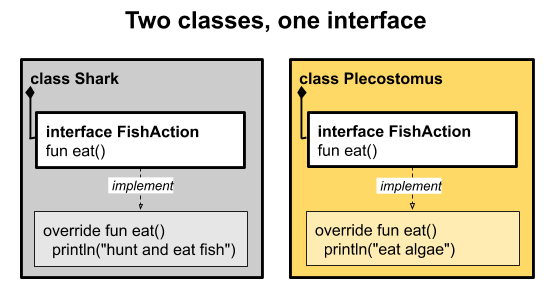 Two classes, one interface
class Shark
interface FishAction
fun eat()
implement
override fun eat()
println("hunt and eat fish")
class Plecostomus
interface FishAction
fun eat()
implement
override fun eat()
println("eat algae")